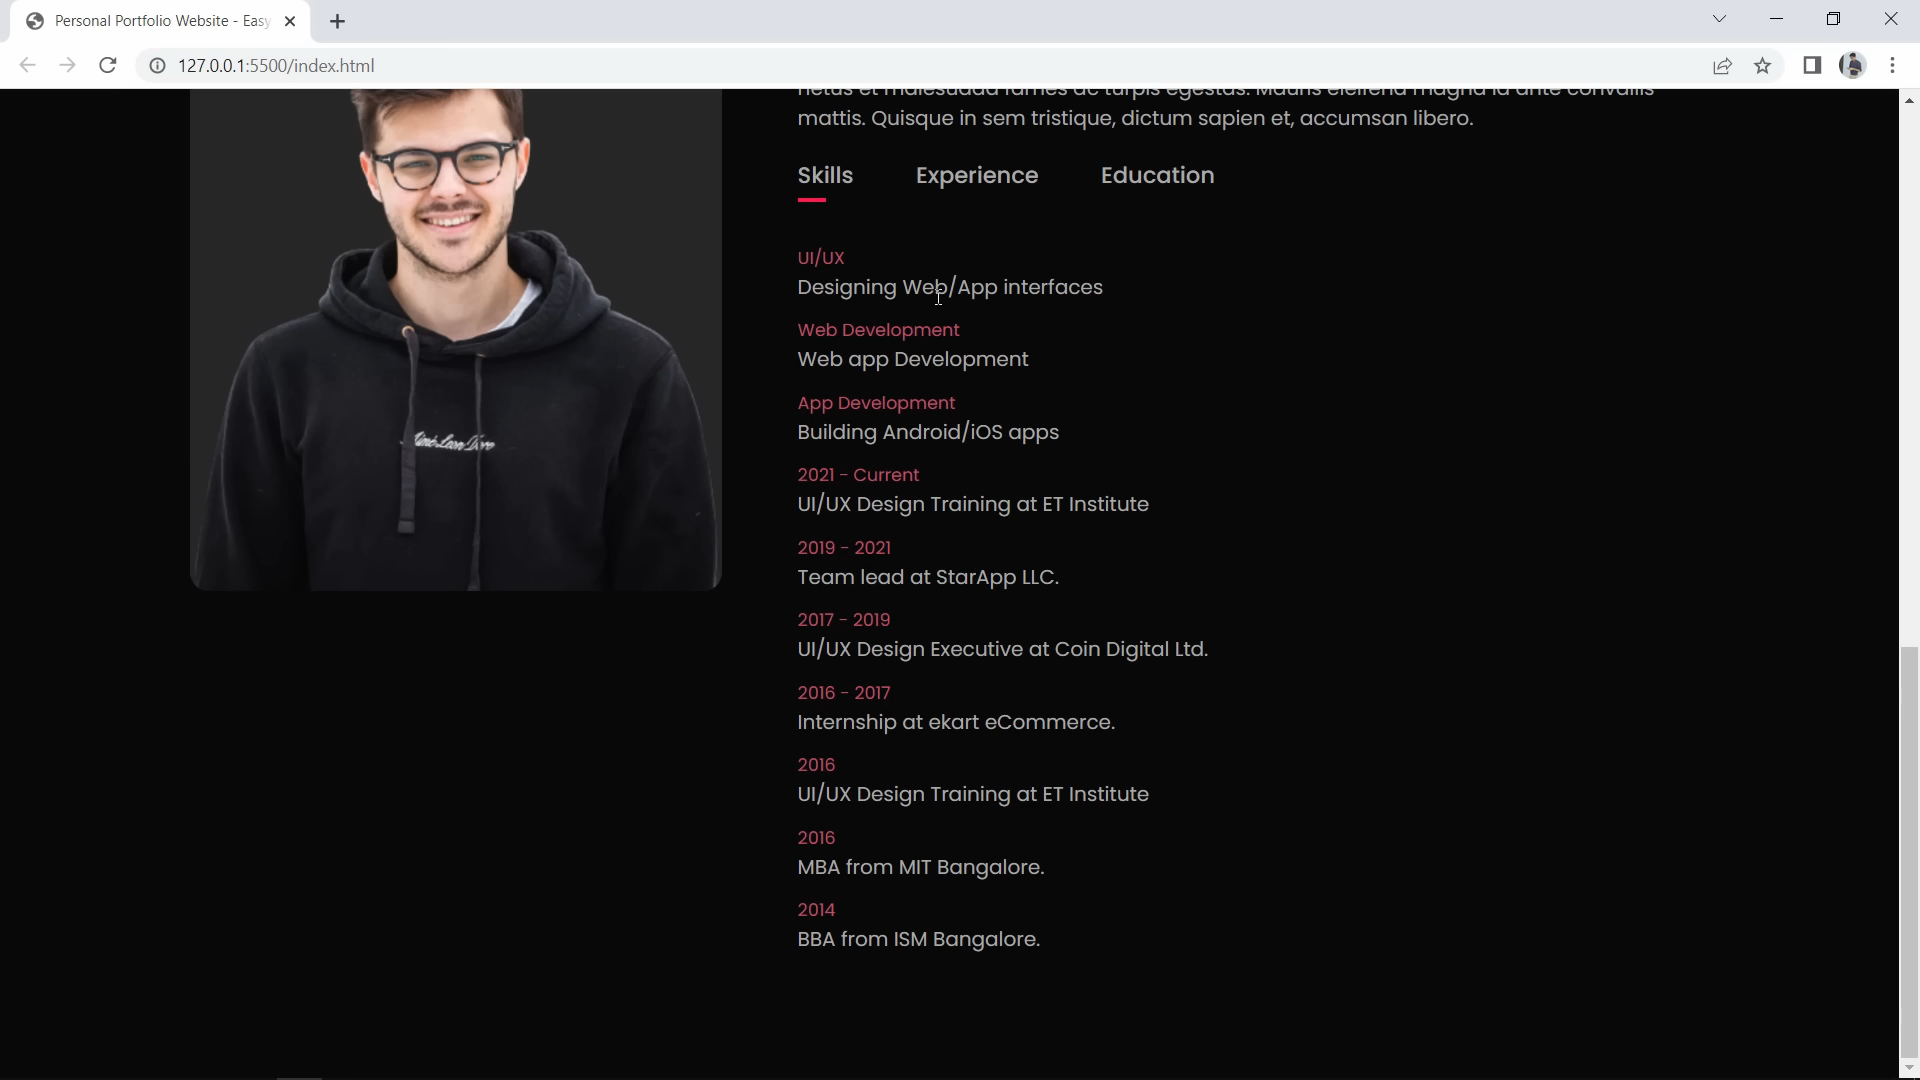 Personal Portfolio Website - Easy
127.0.0.1:5500/index.html
netus et malesuada fames ac turpis egestas. Mauris eleifend magna id ante convallis
mattis. Quisque in sem tristique, dictum sapien et, accumsan libero.
Skills Experience Education
UI/UX
Designing Web/App interfaces
Web Development
Web app Development
App Development
Building Android/iOS apps
2021 - Current
UI/UX Design Training at ET Institute
2019 - 2021
Team lead at StarApp LLC.
2017 - 2019
UI/UX Design Executive at Coin Digital Ltd.
2016 - 2017
Internship at ekart eCommerce.
2016
UI/UX Design Training at ET Institute
2016
MBA from MIT Bangalore.
2014
BBA from ISM Bangalore.